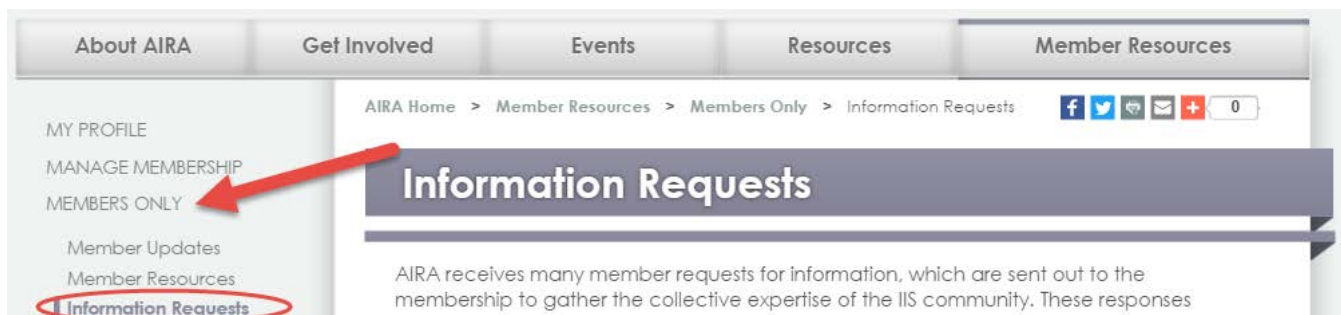 About AIRA
Get Involved
Events
Resources
Member Resources
AIRA Home > Member Resources > Members Only > Information Requests
0
MY PROFILE
MANAGE MEMBERSHIP
MEMBERS ONLY
Member Updates
Member Resources
Information Requests
Information Requests
AIRA receives many member requests for information, which are sent out to the
membership to gather the collective expertise of the IIS community. These responses